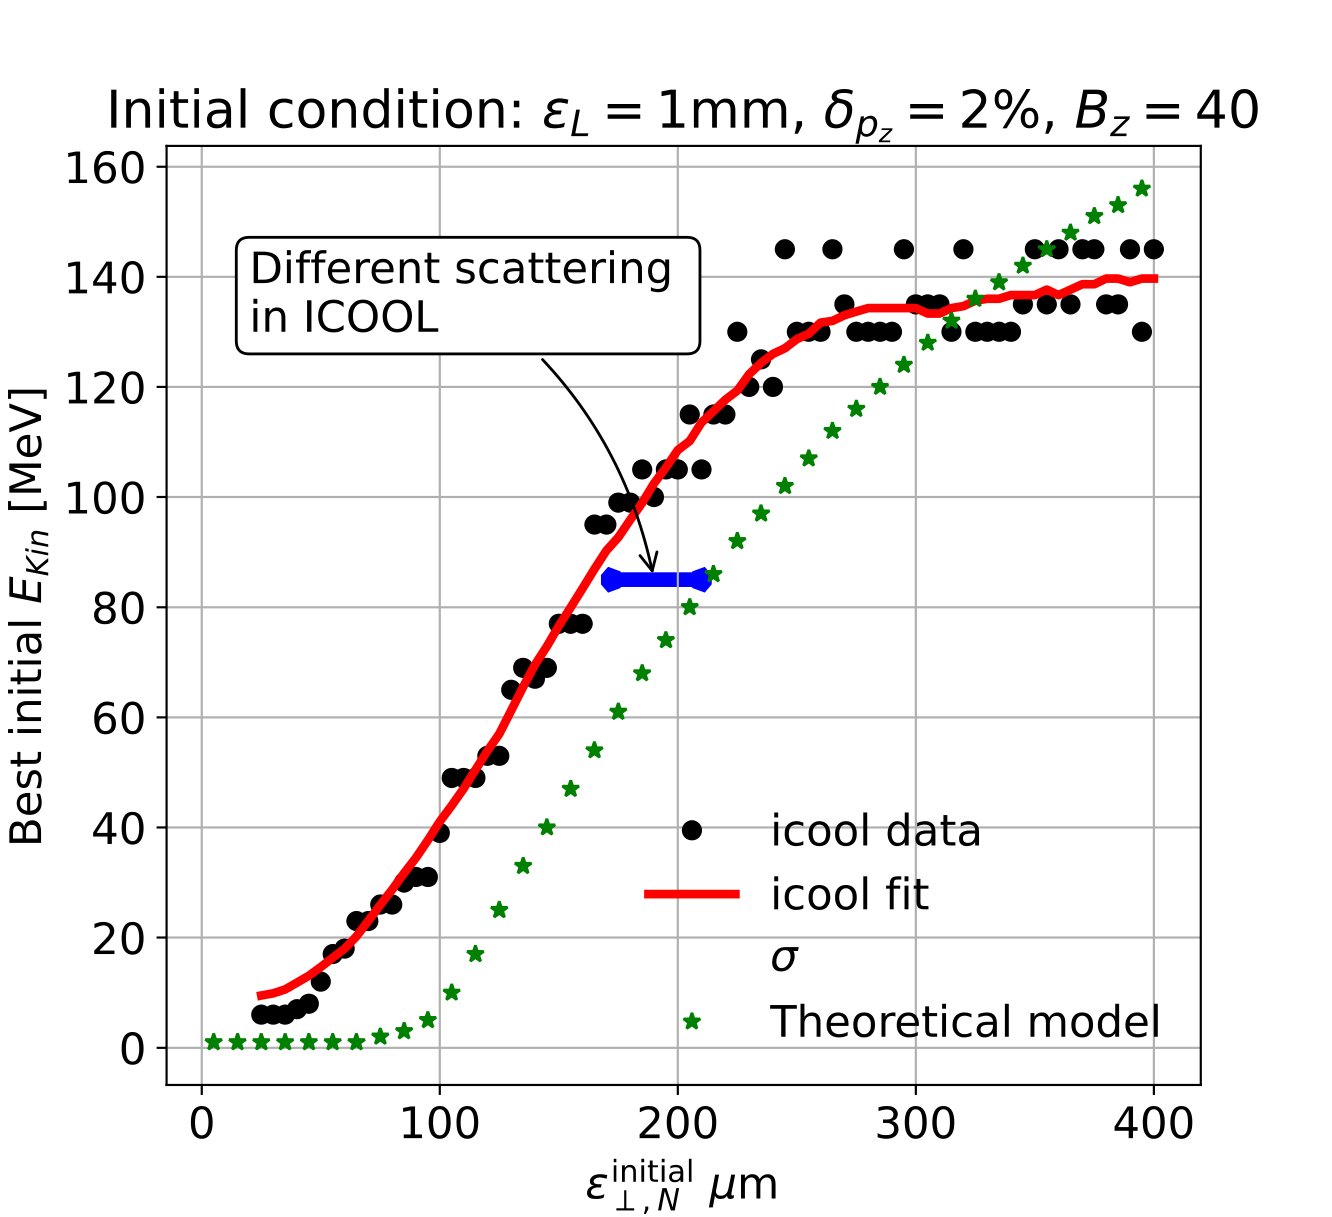 Initial condition: ε_L = 1mm, δ_{p_z} = 2%, B_z = 40
160
140
120
100
80
60
40
20
0
Best initial E_{Kin} [MeV]
Different scattering
in ICOOL
icool data
icool fit
σ
Theoretical model
0 100 200 300 400
ε_{⊥,N}^{initial} μm